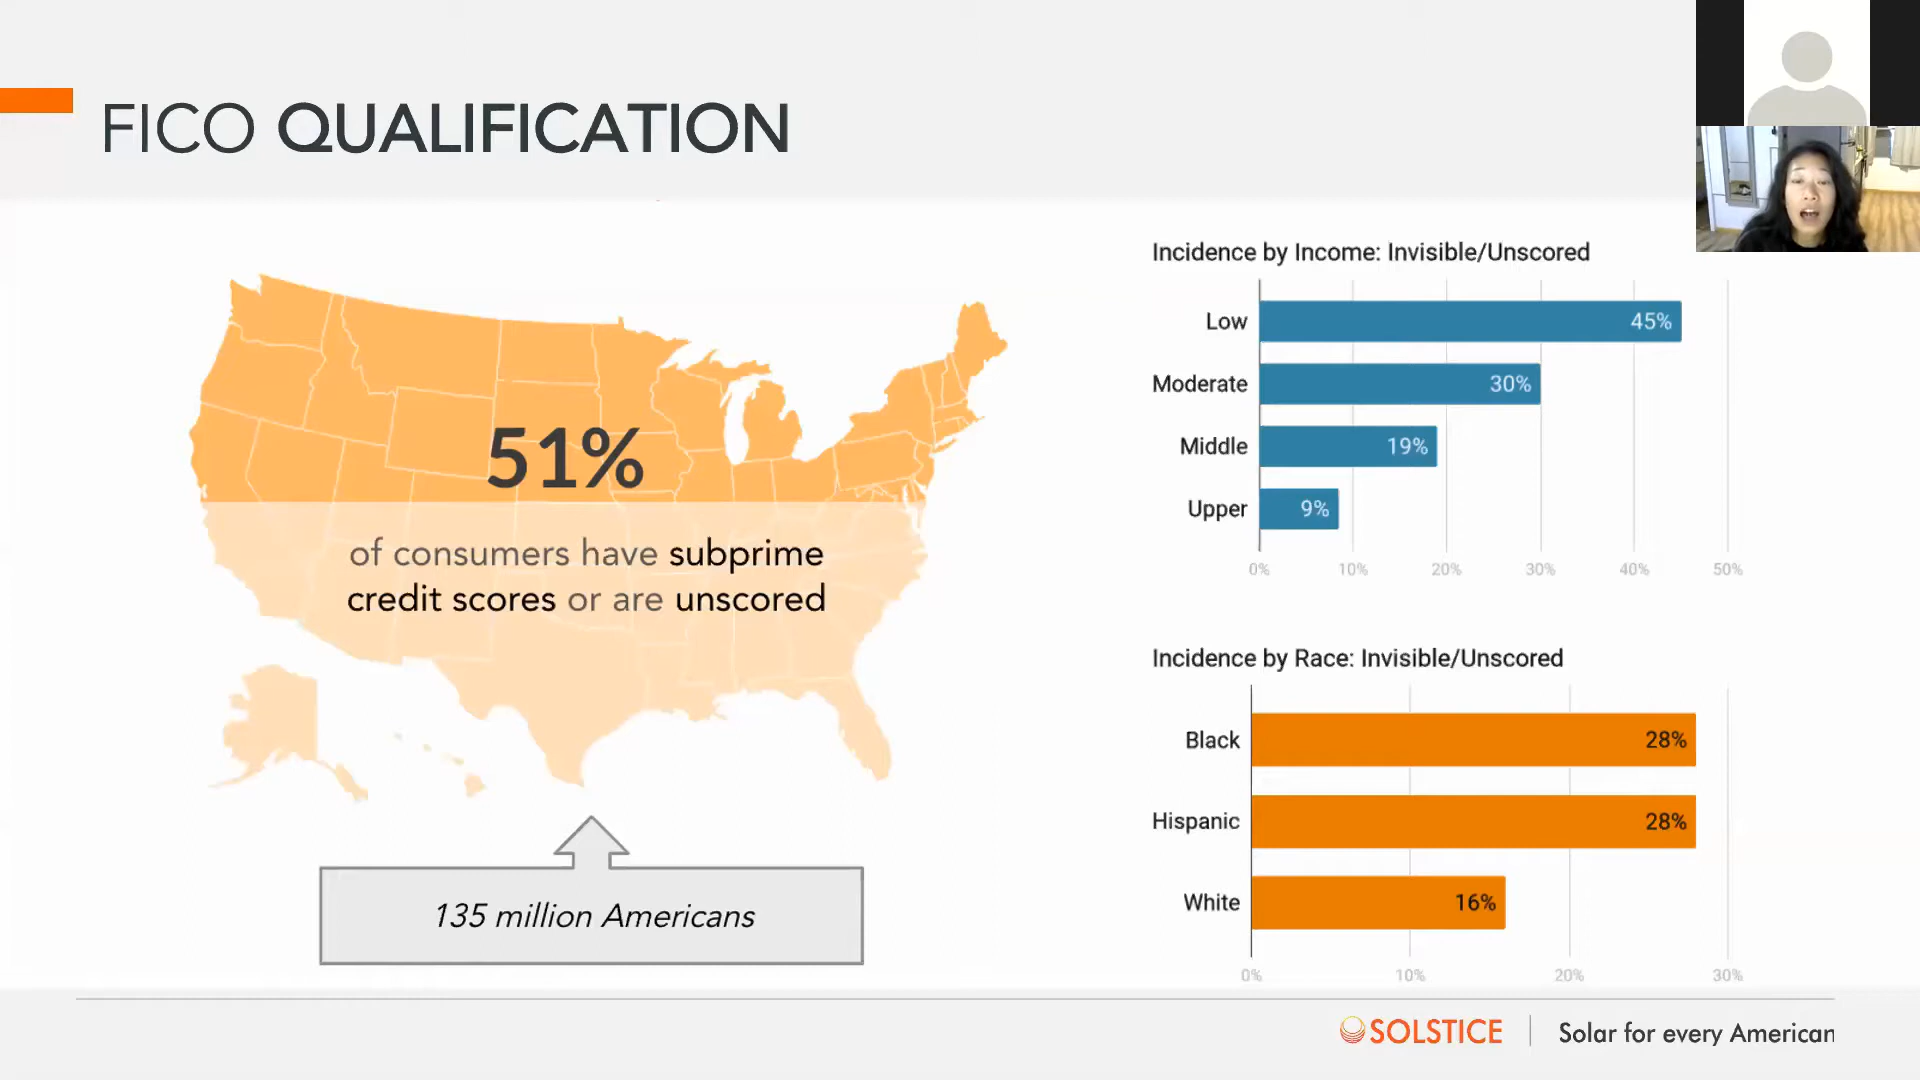 FICO QUALIFICATION
51%
of consumers have subprime
credit scores or are unscored
135 million Americans
Incidence by Income: Invisible/Unscored
Low 45%
Moderate 30%
Middle 19%
Upper 9%
0% 10% 20% 30% 40% 50%
Incidence by Race: Invisible/Unscored
Black 28%
Hispanic 28%
White 16%
0% 10% 20% 30%
SOLSTICE | Solar for every American